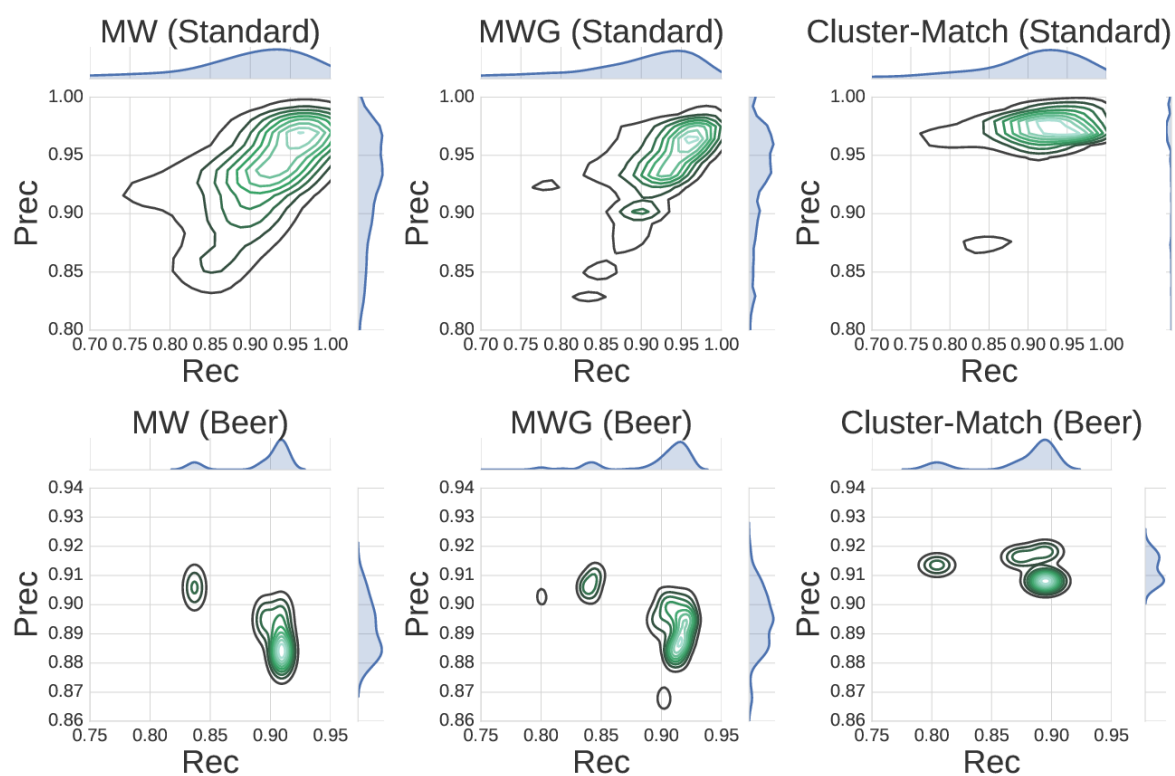 MW (Standard) MWG (Standard) Cluster-Match (Standard)
1.00 1.00 1.00
0.95 0.95 0.95
Prec 0.90 Prec 0.90 Prec 0.90
0.85 0.85 0.85
0.80 0.80 0.80
0.70 0.75 0.80 0.85 0.90 0.95 1.00 0.70 0.75 0.80 0.85 0.90 0.95 1.00 0.70 0.75 0.80 0.85 0.90 0.95 1.00
Rec Rec Rec
MW (Beer) MWG (Beer) Cluster-Match (Beer)
0.94 0.94 0.94
0.93 0.93 0.93
0.92 0.92 0.92
0.91 0.91 0.91
Prec 0.90 Prec 0.90 Prec 0.90
0.89 0.89 0.89
0.88 0.88 0.88
0.87 0.87 0.87
0.86 0.86 0.86
0.75 0.80 0.85 0.90 0.95 0.75 0.80 0.85 0.90 0.95 0.75 0.80 0.85 0.90 0.95
Rec Rec Rec